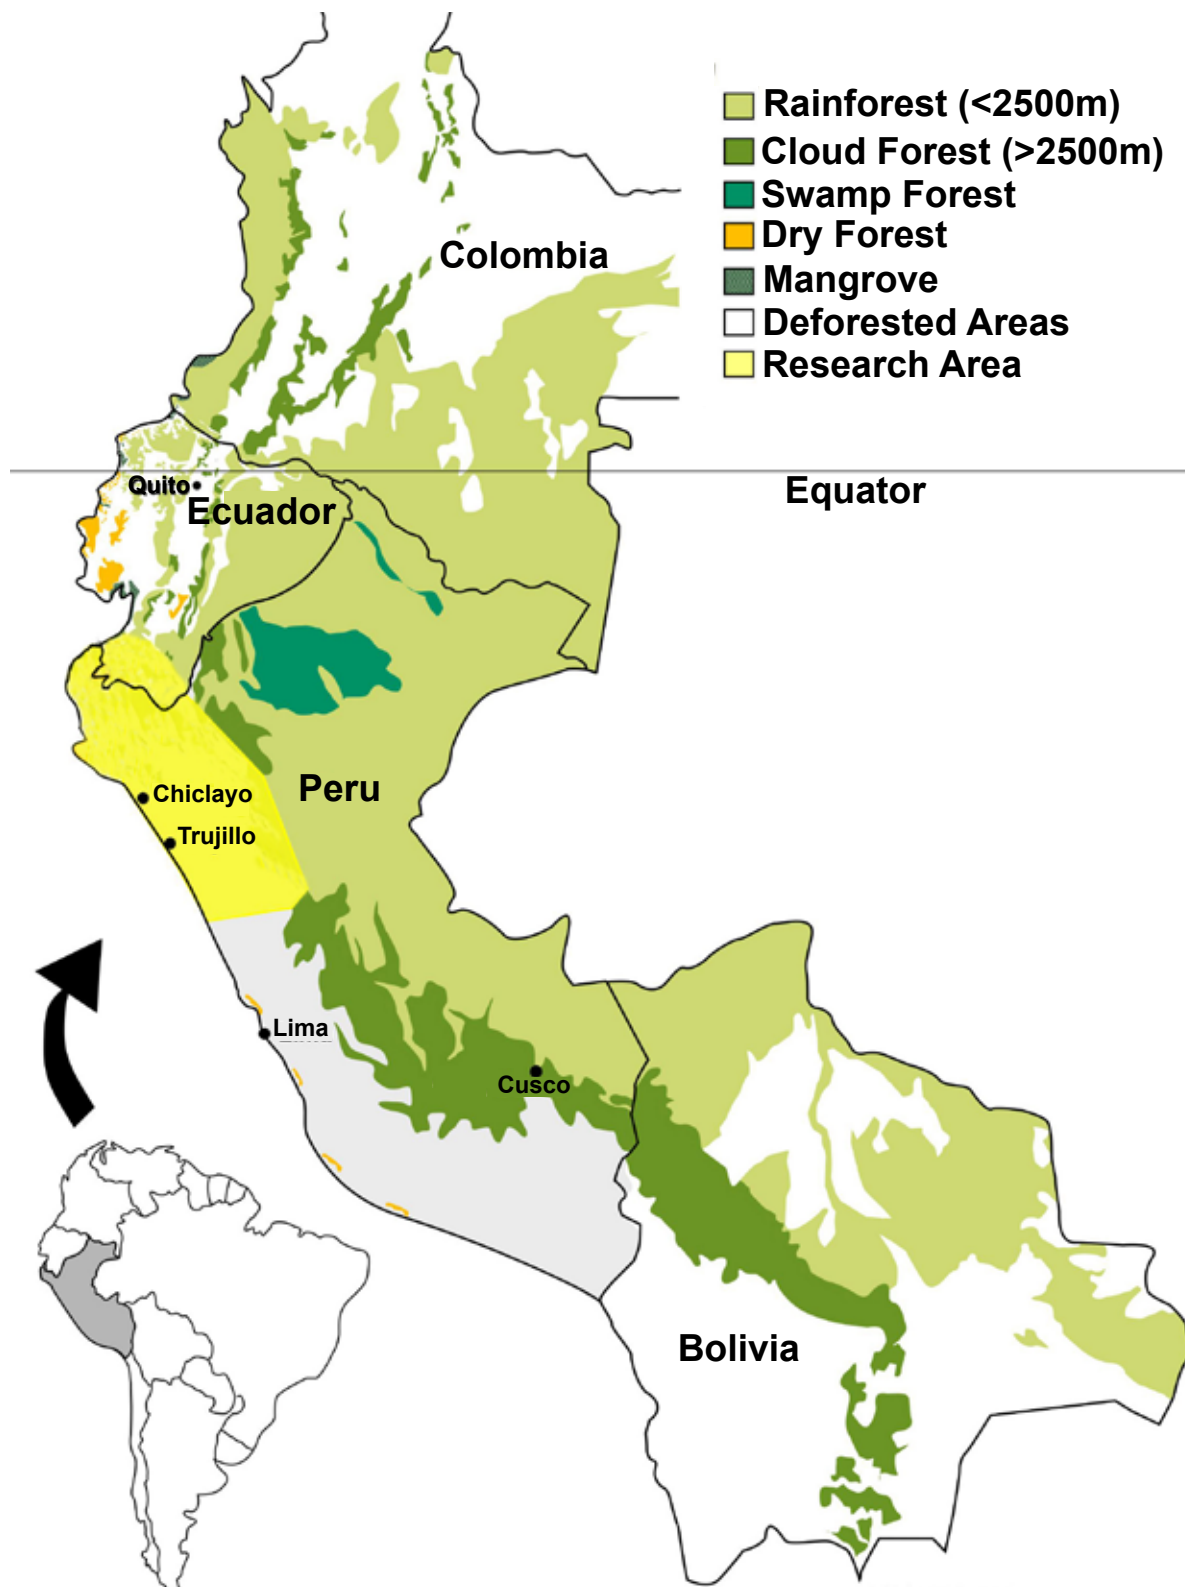 Rainforest (<2500m)
Cloud Forest (>2500m)
Swamp Forest
Dry Forest
Mangrove
Deforested Areas
Research Area
Colombia
Equator
Quito
Ecuador
Peru
Chiclayo
Trujillo
Lima
Cusco
Bolivia